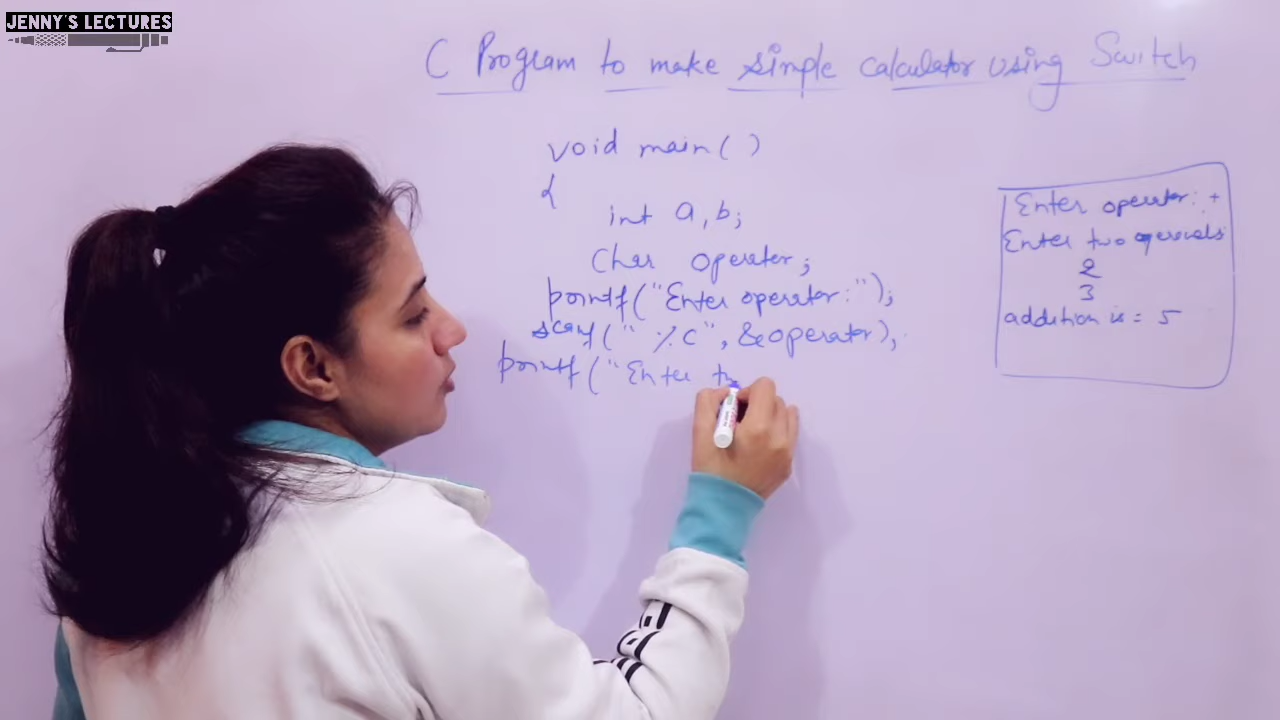 JENNY'S LECTURES
C Program to make simple calculator using Switch
void main( )
{
int a, b;
Char operator;
printf("Enter operator:");
scanf("%c", &operator),
printf("Enter tw
Enter operator: +
Enter two operands:
2
3
addition is = 5